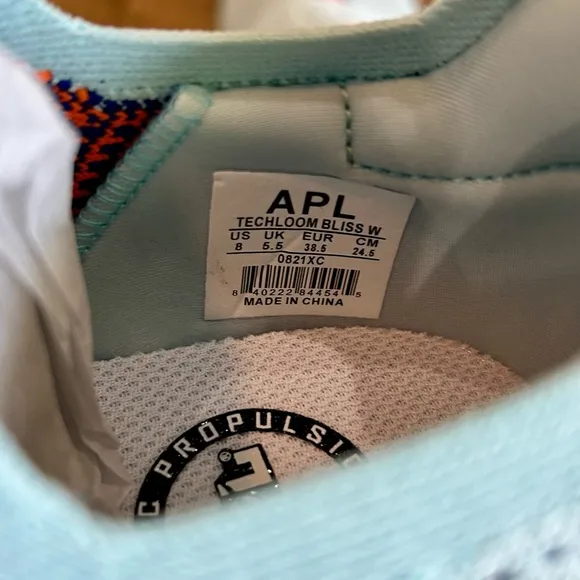 APL
TECHLOOM BLISS W
US UK EUR CM
8 5.5 38.5 24.5
0821XC
8 40222 84454 5
MADE IN CHINA
C PROPULSIO